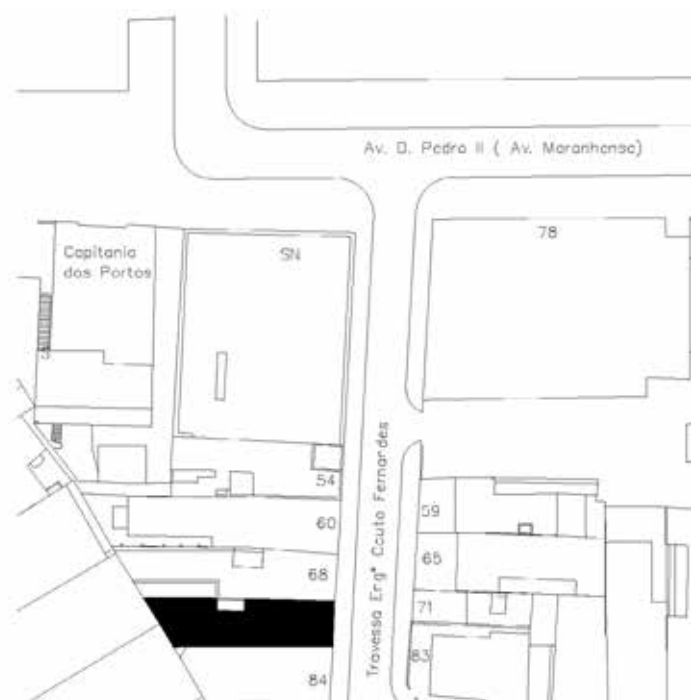 Av. D. Pedro II ( Av. Maranhense)
78
Capitania
dos Portos
SN
54
60
68
84
Travessa Erg° Couto Fernandes
59
65
71
83